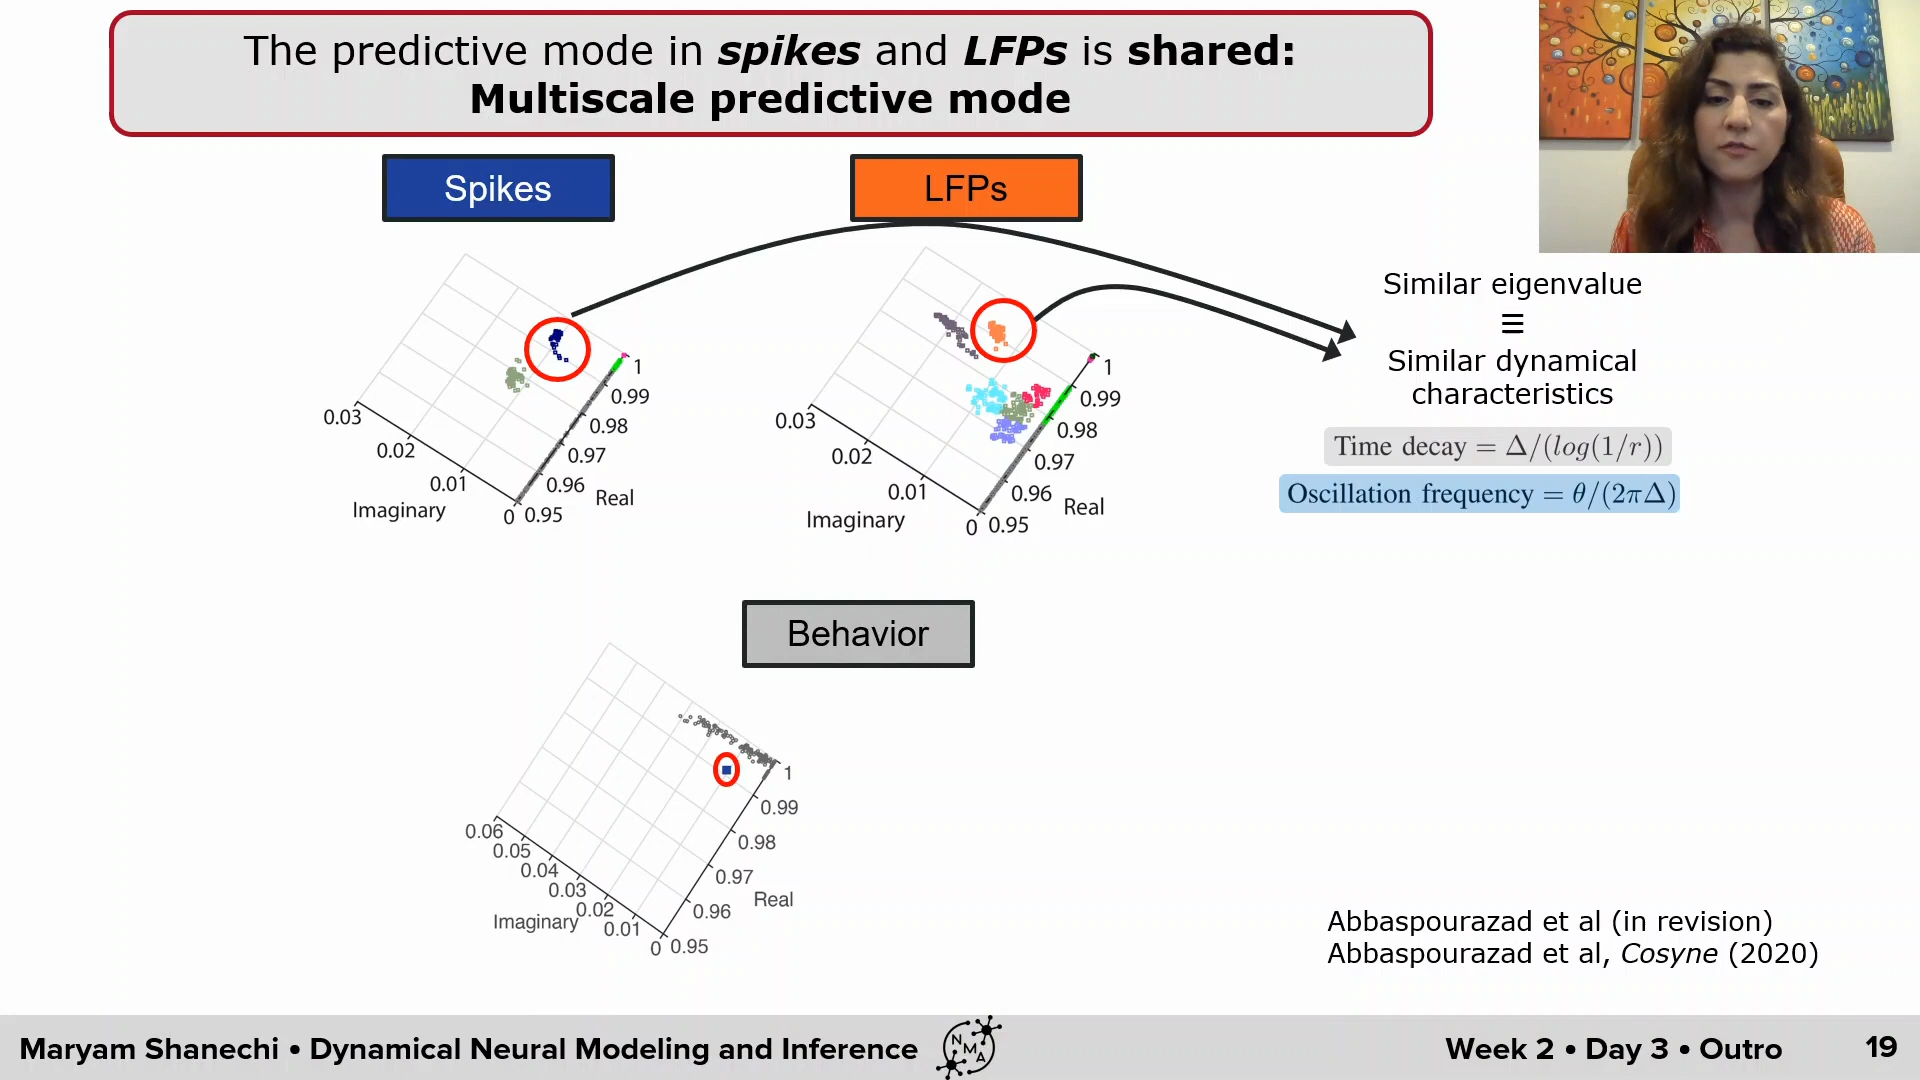 The predictive mode in spikes and LFPs is shared:
Multiscale predictive mode
Spikes
LFPs
Similar eigenvalue
≡
Similar dynamical
characteristics
Time decay = Δ/(log(1/r))
Oscillation frequency = θ/(2πΔ)
0.03
0.02
0.01
0
Imaginary
0.95
0.96
0.97
0.98
0.99
1
Real
0.03
0.02
0.01
0
Imaginary
0.95
0.96
0.97
0.98
0.99
1
Real
Behavior
0.06
0.05
0.04
0.03
0.02
0.01
0
Imaginary
0.95
0.96
0.97
0.98
0.99
1
Real
Abbaspourazad et al (in revision)
Abbaspourazad et al, Cosyne (2020)
Maryam Shanechi • Dynamical Neural Modeling and Inference
NMA
Week 2 • Day 3 • Outro
19